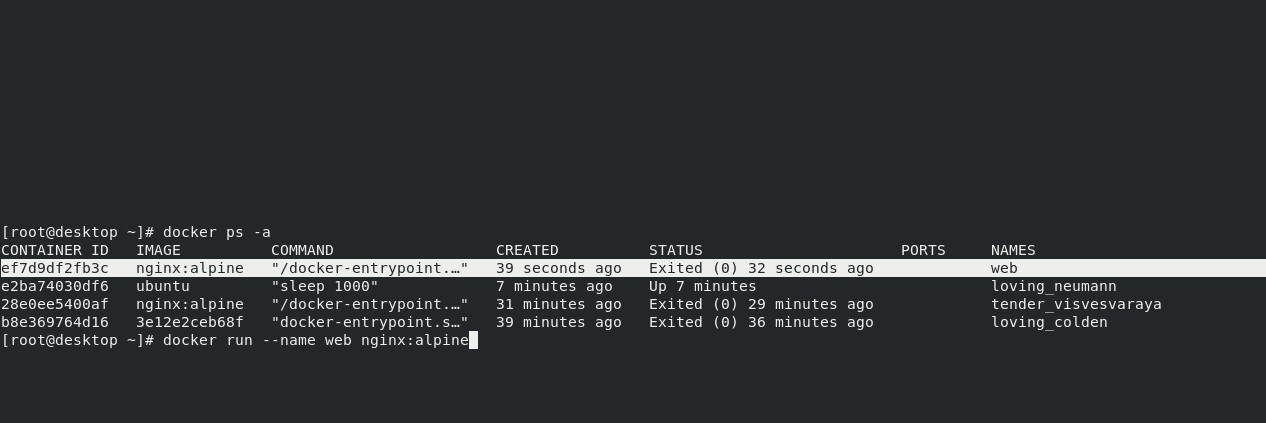 [root@desktop ~]# docker ps -a
CONTAINER ID   IMAGE          COMMAND                  CREATED          STATUS                      PORTS     NAMES
ef7d9df2fb3c   nginx:alpine   "/docker-entrypoint.…"   39 seconds ago   Exited (0) 32 seconds ago             web
e2ba74030df6   ubuntu         "sleep 1000"             7 minutes ago    Up 7 minutes                          loving_neumann
28e0ee5400af   nginx:alpine   "/docker-entrypoint.…"   31 minutes ago   Exited (0) 29 minutes ago             tender_visvesvaraya
b8e369764d16   3e12e2ceb68f   "docker-entrypoint.s…"   39 minutes ago   Exited (0) 36 minutes ago             loving_colden
[root@desktop ~]# docker run --name web nginx:alpine